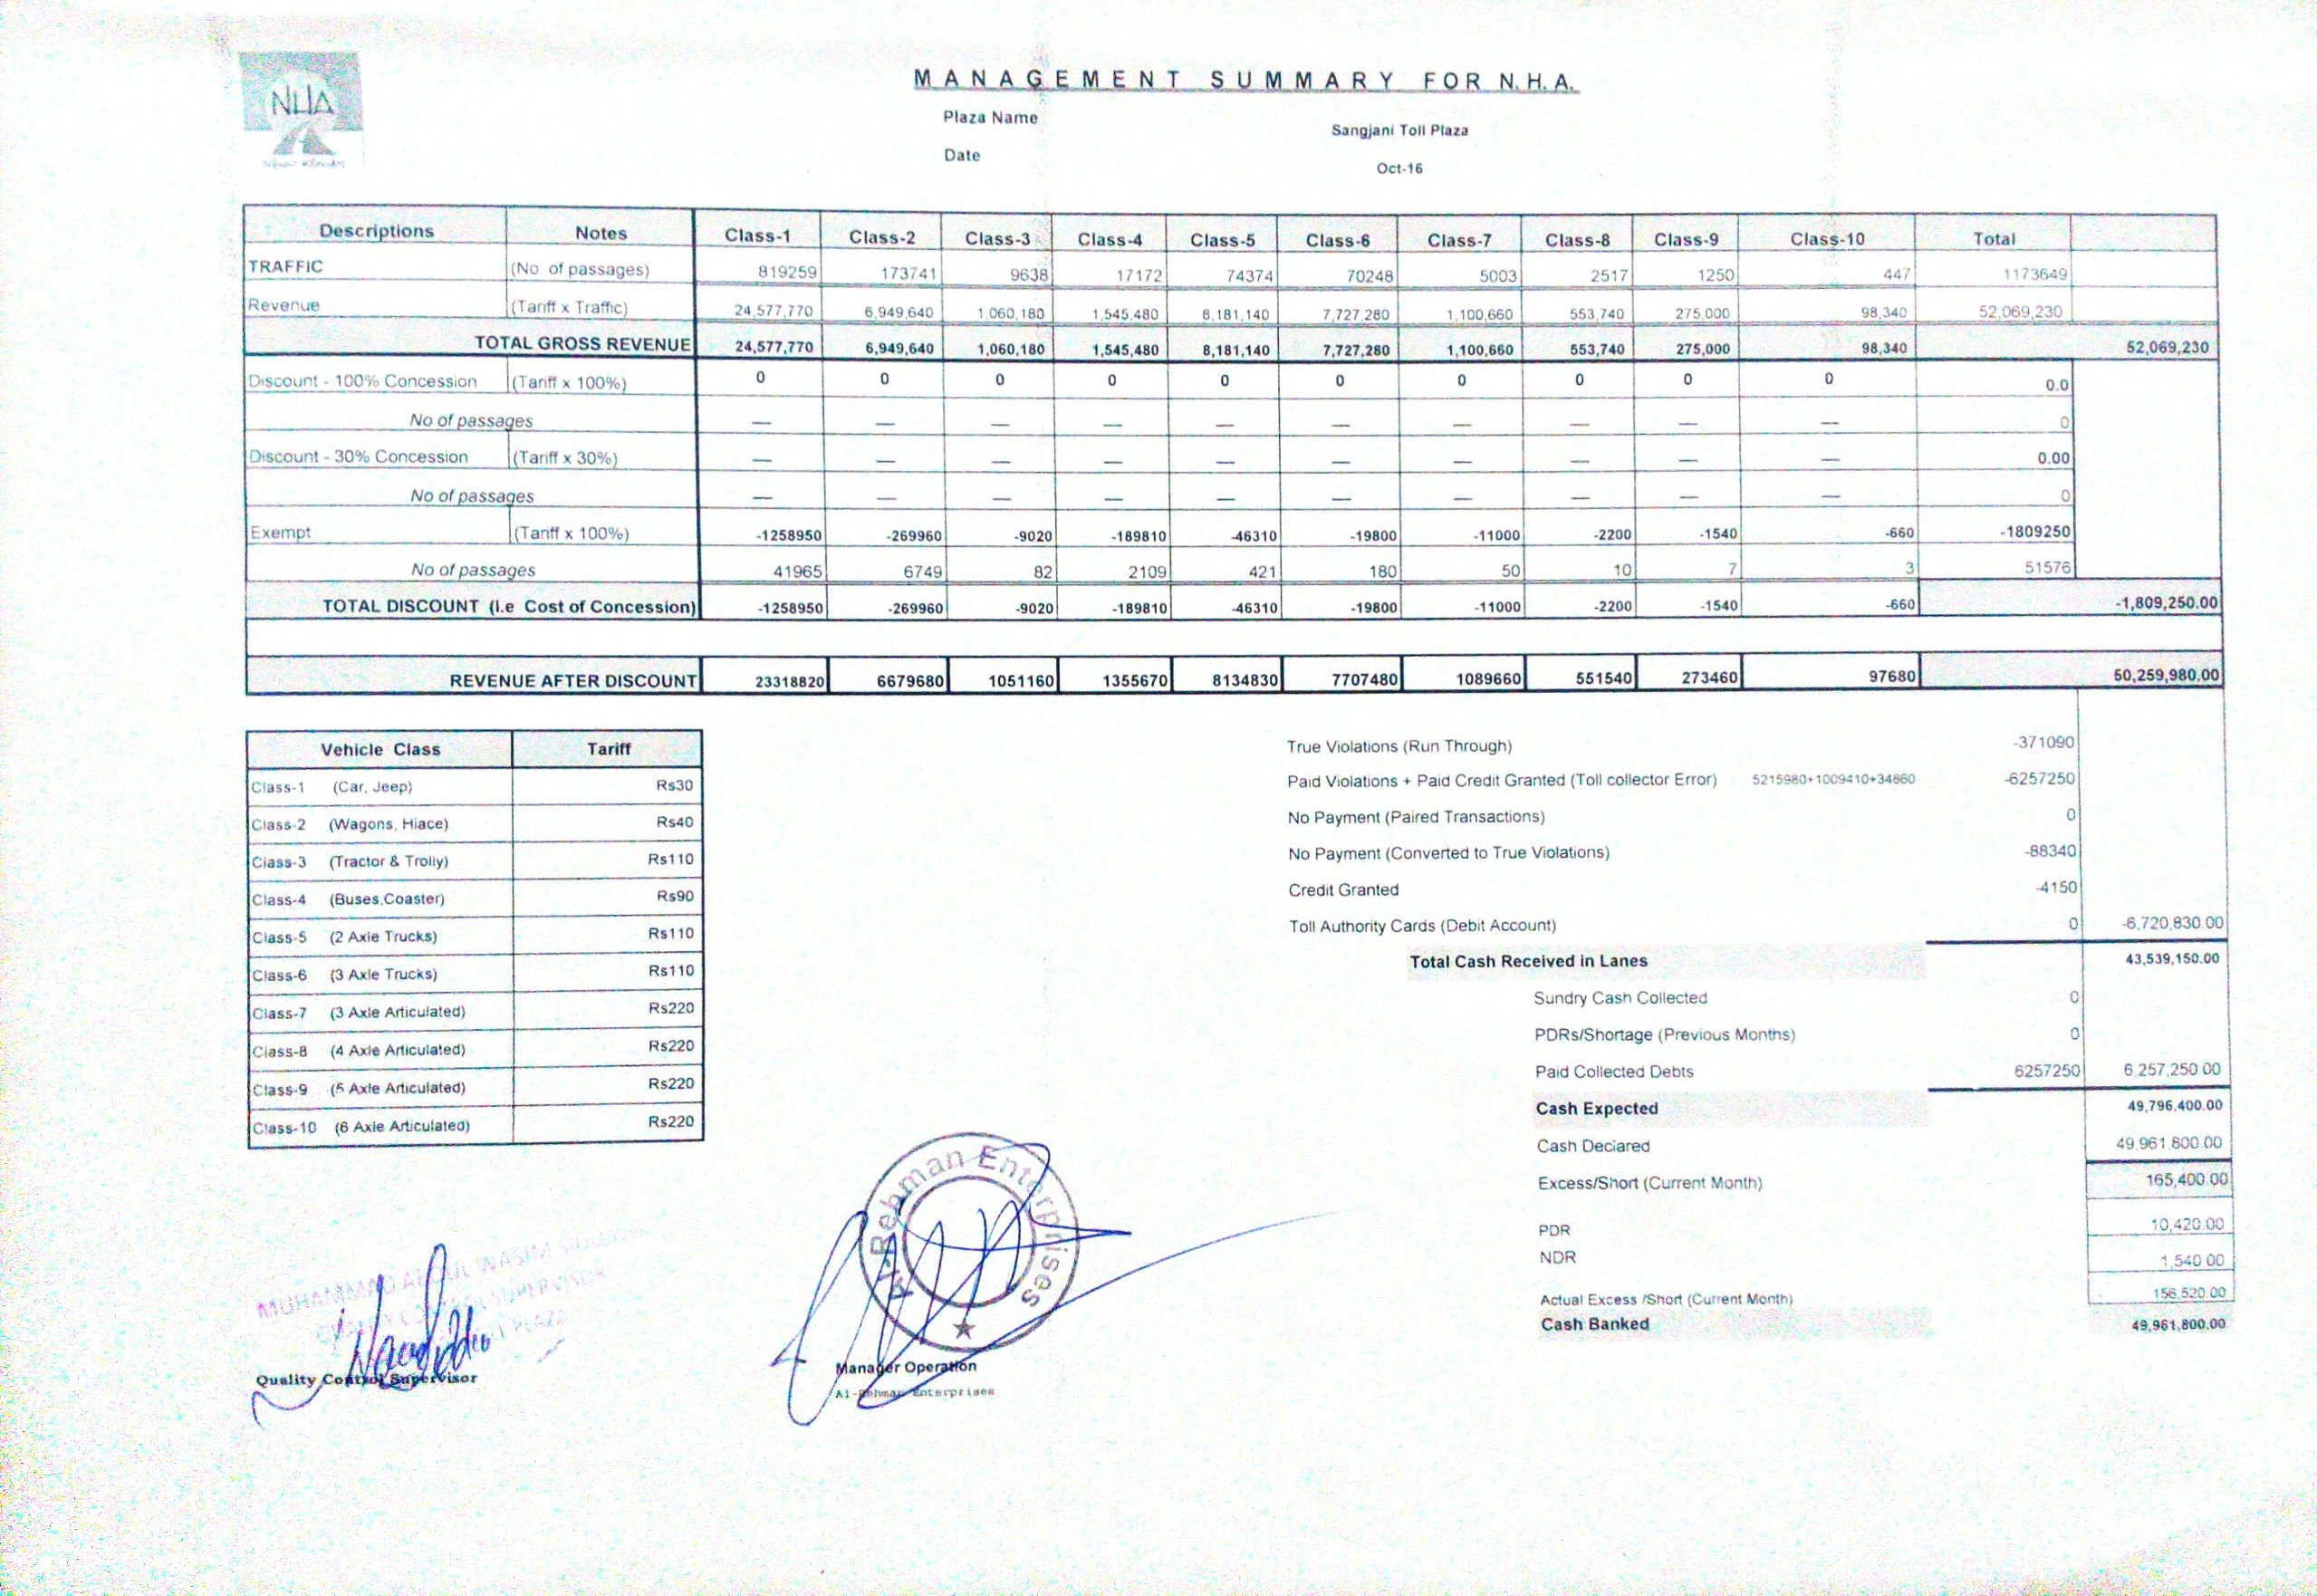 NHA
MANAGEMENT SUMMARY FOR N.H.A.
Plaza Name Sangjani Toll Plaza
Date Oct-16
Descriptions Notes Class-1 Class-2 Class-3 Class-4 Class-5 Class-6 Class-7 Class-8 Class-9 Class-10 Total
TRAFFIC (No. of passages) 819259 173741 9638 17172 74374 70248 5003 2517 1250 447 1173649
Revenue (Tariff x Traffic) 24,577,770 6,949,640 1,060,180 1,545,480 8,181,140 7,727,280 1,100,660 553,740 275,000 98,340 52,069,230
TOTAL GROSS REVENUE 24,577,770 6,949,640 1,060,180 1,545,480 8,181,140 7,727,280 1,100,660 553,740 275,000 98,340 52,069,230
Discount - 100% Concession (Tariff x 100%) 0 0 0 0 0 0 0 0 0 0 0.0
No of passages — — — — — — — — — — 0
Discount - 30% Concession (Tariff x 30%) — — — — — — — — — — 0.00
No of passages — — — — — — — — — — 0
Exempt (Tariff x 100%) -1258950 -269960 -9020 -189810 -46310 -19800 -11000 -2200 -1540 -660 -1809250
No of passages 41965 6749 82 2109 421 180 50 10 7 3 51576
TOTAL DISCOUNT (I.e Cost of Concession) -1258950 -269960 -9020 -189810 -46310 -19800 -11000 -2200 -1540 -660 -1,809,250.00
REVENUE AFTER DISCOUNT 23318820 6679680 1051160 1355670 8134830 7707480 1089660 551540 273460 97680 50,259,980.00
Vehicle Class Tariff
Class-1 (Car, Jeep) Rs30
Class-2 (Wagons, Hiace) Rs40
Class-3 (Tractor & Trolly) Rs110
Class-4 (Buses,Coaster) Rs90
Class-5 (2 Axle Trucks) Rs110
Class-6 (3 Axle Trucks) Rs110
Class-7 (3 Axle Articulated) Rs220
Class-8 (4 Axle Articulated) Rs220
Class-9 (5 Axle Articulated) Rs220
Class-10 (6 Axle Articulated) Rs220
True Violations (Run Through) -371090
Paid Violations + Paid Credit Granted (Toll collector Error) 5215980+1009410+34860 -6257250
No Payment (Paired Transactions) 0
No Payment (Converted to True Violations) -88340
Credit Granted -4150
Toll Authority Cards (Debit Account) 0 -6,720,830.00
Total Cash Received in Lanes 43,539,150.00
Sundry Cash Collected 0
PDRs/Shortage (Previous Months) 0
Paid Collected Debts 6257250 6,257,250.00
Cash Expected 49,796,400.00
Cash Declared 49,961,800.00
Excess/Short (Current Month) 165,400.00
PDR 10,420.00
NDR 1,540.00
Actual Excess /Short (Current Month) 156,520.00
Cash Banked 49,961,800.00
MUHAMMAD ABDUL WASIM
SUPERVISOR
PLAZA
Quality Control Supervisor
Al-Rehman Enterprises
Manager Operation
Al-Rehman Enterprises